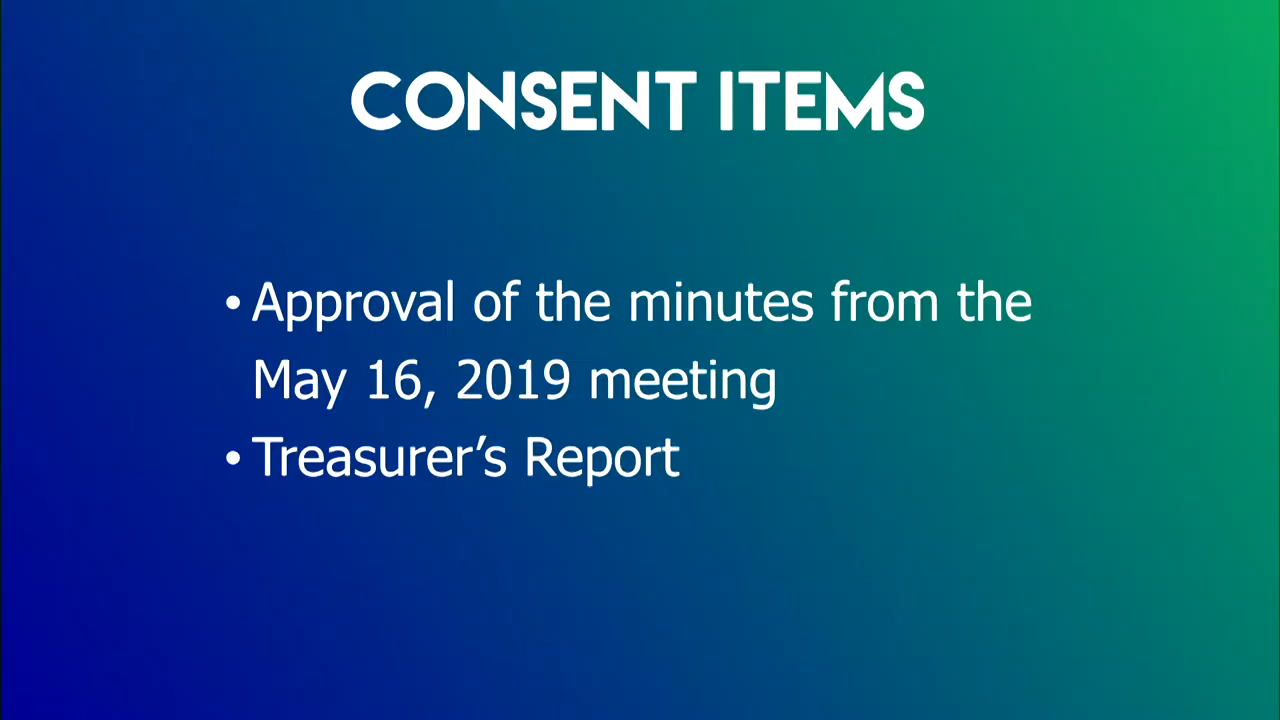 CONSENT ITEMS
• Approval of the minutes from the
May 16, 2019 meeting
• Treasurer’s Report